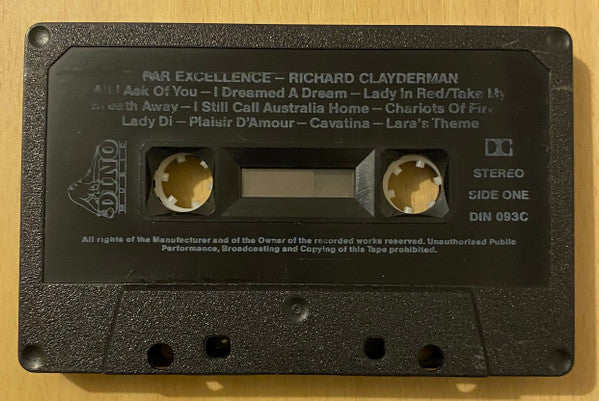 PAR EXCELLENCE – RICHARD CLAYDERMAN
All I Ask Of You – I Dreamed A Dream – Lady In Red/Take My
Breath Away – I Still Call Australia Home – Chariots Of Fire
Lady Di – Plaisir D'Amour – Cavatina – Lara's Theme
DINO
MUSIC
STEREO
SIDE ONE
DIN 093C
All rights of the Manufacturer and of the Owner of the recorded works reserved. Unauthorised Public
Performance, Broadcasting and Copying of this Tape prohibited.